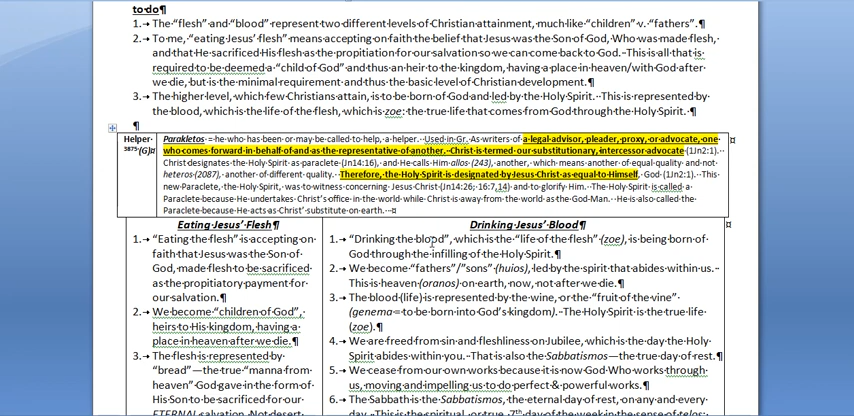 to do¶
1.→ The “flesh” and “blood” represent two different levels of Christian attainment, much like “children” v. “fathers”.¶
2.→ To me, “eating Jesus’ flesh” means accepting on faith the belief that Jesus was the Son of God, Who was made flesh,
and that He sacrificed His flesh as the propitiation for our salvation so we can come back to God. This is all that is
required to be deemed a “child of God” and thus an heir to the kingdom, having a place in heaven/with God after
we die, but is the minimal requirement and thus the basic level of Christian development.¶
3.→ The higher level, which few Christians attain, is to be born of God and led by the Holy Spirit. This is represented by
the blood, which is the life of the flesh, which is zoe: the true life that comes from God through the Holy Spirit. ¶
¶
Helper
3875 (G)¤
Parakletos = he who has been or may be called to help, a helper. Used in Gr. As writers of a legal advisor, pleader, proxy, or advocate, one
who comes forward in behalf of and as the representative of another. Christ is termed our substitutionary, intercessor advocate (1Jn2:1).
Christ designates the Holy Spirit as paraclete (Jn14:16), and He calls Him allos (243), another, which means another of equal quality and not
heteros (2087), another of different quality. Therefore, the Holy Spirit is designated by Jesus Christ as equal to Himself, God (1Jn2:1). This
new Paraclete, the Holy Spirit, was to witness concerning Jesus Christ (Jn14:26; 16:7,14) and to glorify Him. The Holy Spirit is called a
Paraclete because He undertakes Christ’s office in the world while Christ is away from the world as the God-Man. He is also called the
Paraclete because He acts as Christ’ substitute on earth. ¤
Eating Jesus’ Flesh¶
1.→ “Eating the flesh” is accepting on
faith that Jesus was the Son of
God, made flesh to be sacrificed
as the propitiatory payment for
our salvation.¶
2.→ We become “children of God”,
heirs to His kingdom, having a
place in heaven after we die.¶
3.→ The flesh is represented by
“bread”—the true “manna from
heaven” God gave in the form of
His Son to be sacrificed for our
ETERNAL salvation. Not desert
Drinking Jesus’ Blood¶
1.→ “Drinking the blood”, which is the “life of the flesh” (zoe), is being born of
God through the infilling of the Holy Spirit.¶
2.→ We become “fathers”/”sons” (huios), led by the spirit that abides within us.
This is heaven (oranos) on earth, now, not after we die.¶
3.→ The blood (life) is represented by the wine, or the “fruit of the vine”
(genema = to be born into God’s kingdom). The Holy Spirit is the true life
(zoe).¶
4.→ We are freed from sin and fleshliness on Jubilee, which is the day the Holy
Spirit abides within you. That is also the Sabbatismos—the true day of rest.¶
5.→ We cease from our own works because it is now God Who works through
us, moving and impelling us to do perfect & powerful works.¶
6.→ The Sabbath is the Sabbatismos, the eternal day of rest, on any and every
day. This is the spiritual, or true, 7th day of the week in the sense of telos: